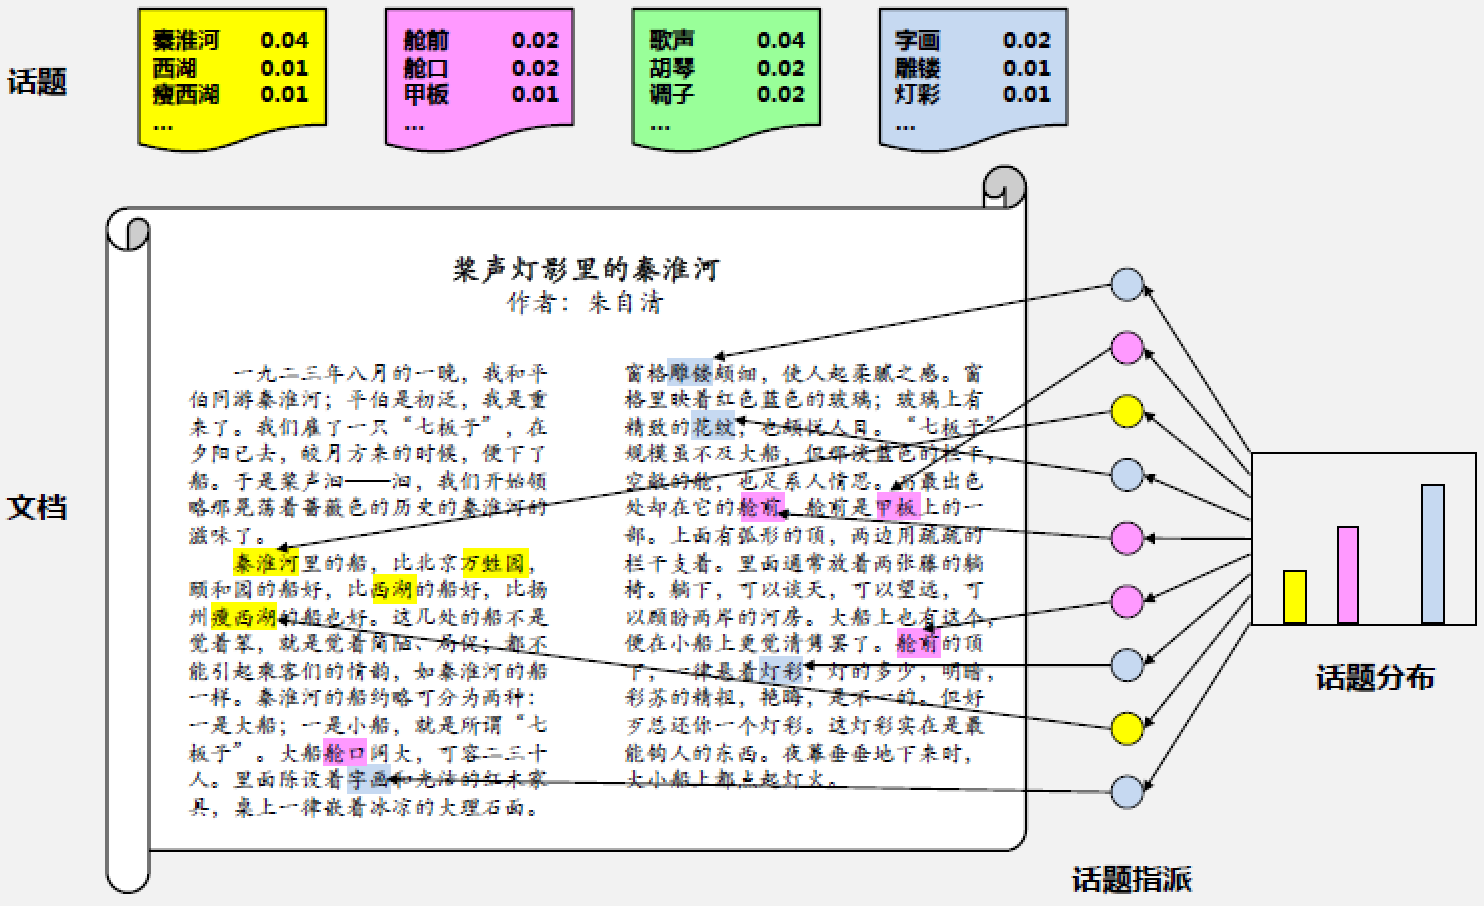 话题
秦淮河 0.04
西湖 0.01
瘦西湖 0.01
...
舱前 0.02
舱口 0.02
甲板 0.01
...
歌声 0.04
胡琴 0.02
调子 0.02
...
字画 0.02
雕镂 0.01
灯彩 0.01
...
文档
桨声灯影里的秦淮河
作者：朱自清
一九二三年八月的一晚，我和平
伯同游秦淮河；平伯是初泛，我是重
来了。我们雇了一只“七板子”，在
夕阳已去，皎月方来的时候，便下了
船。于是桨声汩——汩，我们开始领
略那晃荡着蔷薇色的历史的秦淮河的
滋味了。
秦淮河里的船，比北京万甡园，
颐和园的船好，比西湖的船好，比扬
州瘦西湖的船也好。这几处的船不是
觉着笨，就是觉着简陋、局促；都不
能引起乘客们的情韵，如秦淮河的船
一样。秦淮河的船约略可分为两种：
一是大船；一是小船，就是所谓“七
板子”。大船舱口阔大，可容二三十
人。里面陈设着字画和光洁的红木家
具，桌上一律嵌着冰凉的大理石面。
窗格雕镂颇细，使人起柔腻之感。窗
格里映着红色蓝色的玻璃；玻璃上有
精致的花纹，也颇悦人目。“七板子”
规模虽不及大船，但那淡蓝色的栏干，
空敞的舱，也足系人情思。而最出色
处却在它的舱前。舱前是甲板上的一
部。上面有弧形的顶，两边用疏疏的
栏干支着。里面通常放着两张藤的躺
椅。躺下，可以谈天，可以望远，可
以顾盼两岸的河房。大船上也有这个，
便在小船上更觉清隽罢了。舱前的顶
下，一律悬着灯彩；灯的多少，明暗，
彩苏的精粗，艳晦，是不一的。但好
歹总还你一个灯彩。这灯彩实在是最
能钩人的东西。夜幕垂垂地下来时，
大小船上都点起灯火。
话题分布
话题指派